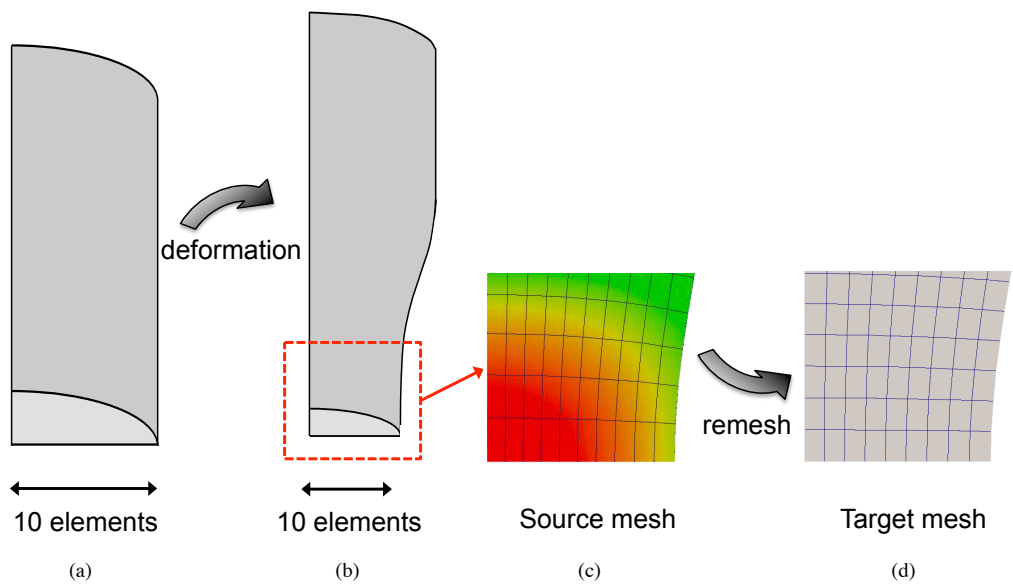 deformation
remesh
10 elements
10 elements
Source mesh
Target mesh
(a)
(b)
(c)
(d)